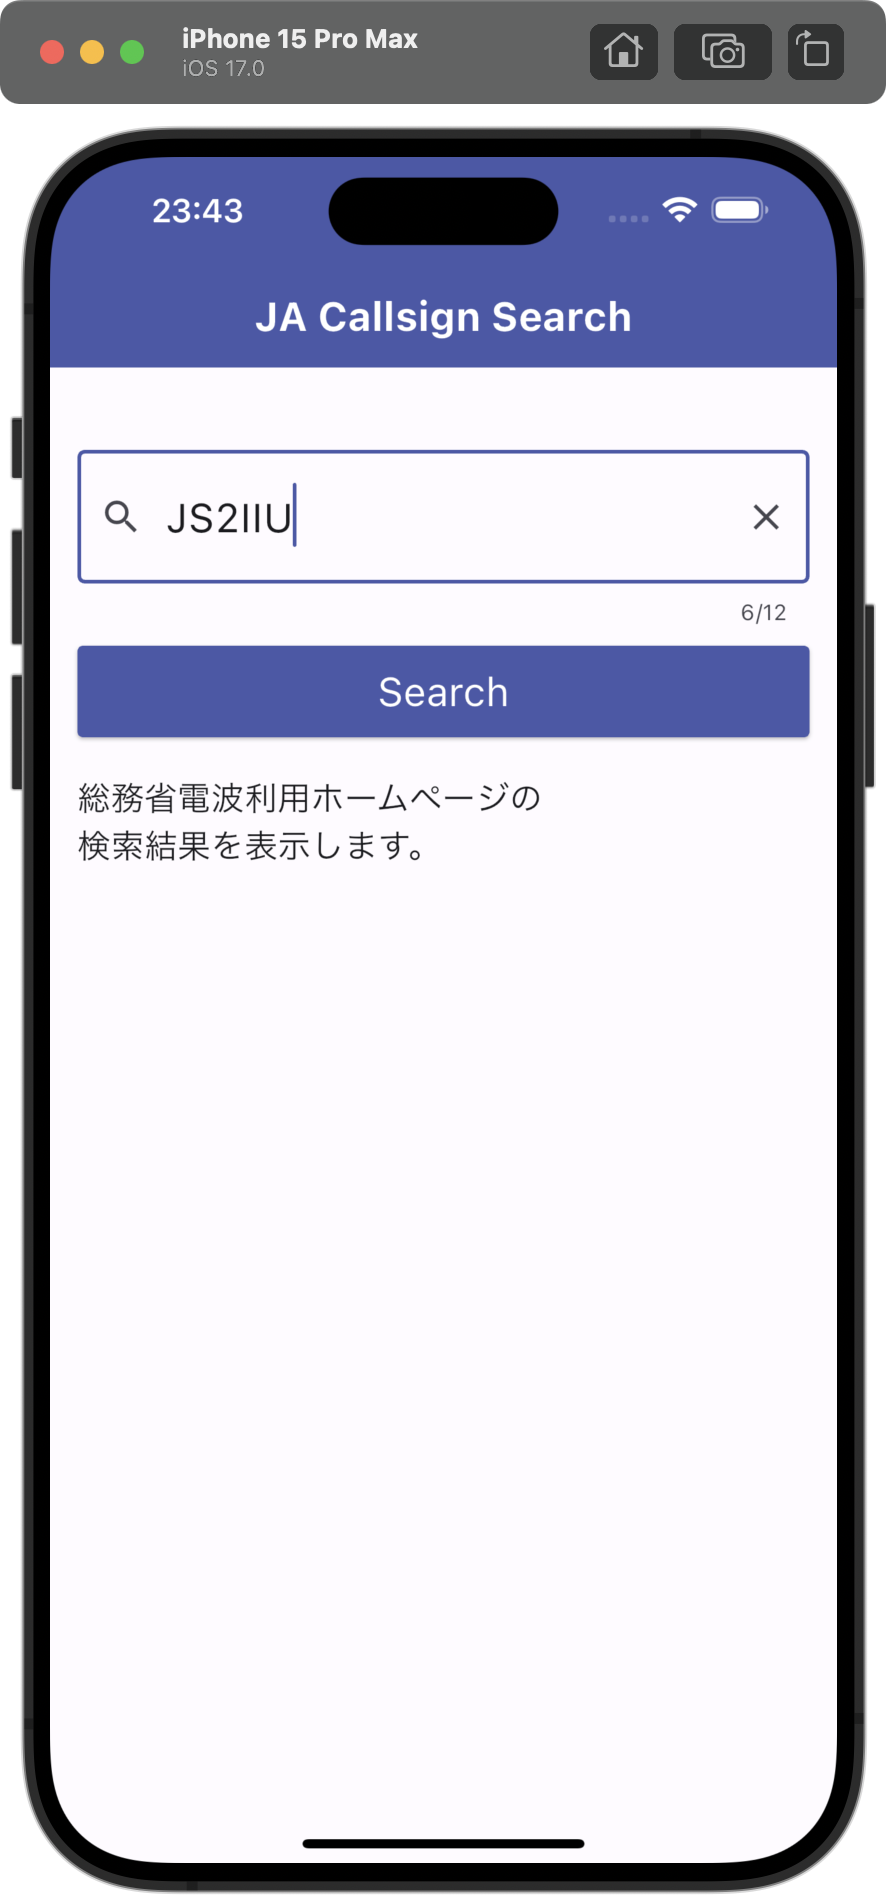 iPhone 15 Pro Max
iOS 17.0
23:43
JA Callsign Search
JS2IIU
6/12
Search
総務省電波利用ホームページの
検索結果を表示します。